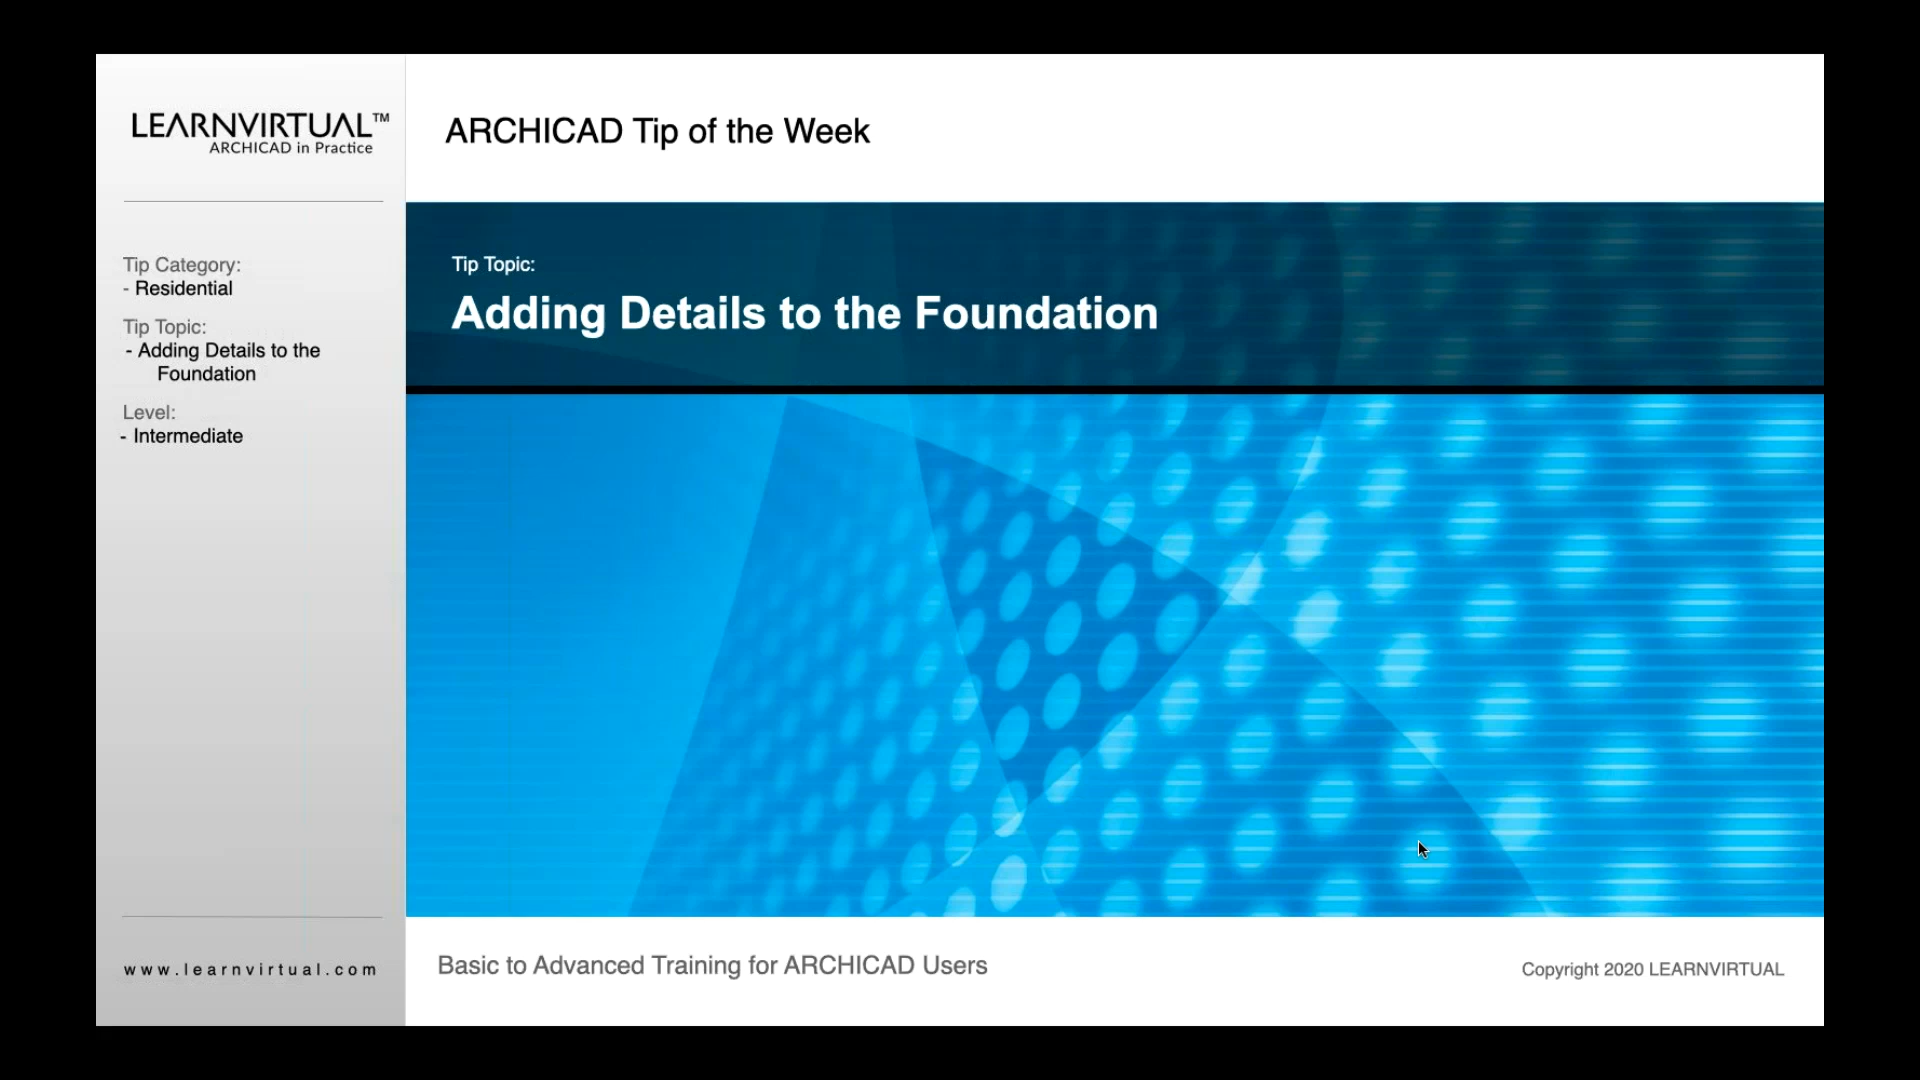 LEARNVIRTUAL™
ARCHICAD in Practice
Tip Category:
- Residential
Tip Topic:
- Adding Details to the
Foundation
Level:
- Intermediate
www.learnvirtual.com
ARCHICAD Tip of the Week
Tip Topic:
Adding Details to the Foundation
Basic to Advanced Training for ARCHICAD Users
Copyright 2020 LEARNVIRTUAL